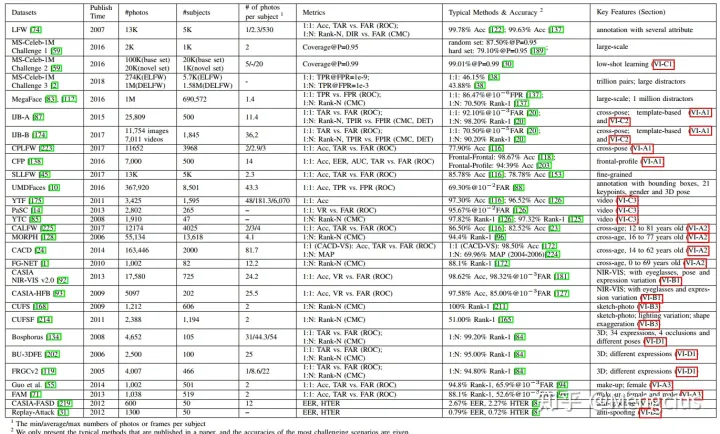 Datasets Publish Time #photos #subjects # of photos per subject 1 Metrics Typical Methods & Accuracy 2 Key Features (Section)
LFW [74] 2007 13K 5K 1/2.3/530 1:1: Acc, TAR vs. FAR (ROC); 1:N: Rank-N, DIR vs. FAR (CMC) 99.78% Acc [122]; 99.63% Acc [137] annotation with several attribute
MS-Celeb-1M Challenge 1 [59] 2016 2K 1K 2 Coverage@P=0.95 random set: 87.50%@P=0.95 hard set: 79.10%@P=0.95 [189] large-scale
MS-Celeb-1M Challenge 2 [59] 2016 100K(base set) 20K(novel set) 20K(base set) 1K(novel set) 5/-/20 Coverage@P=0.99 99.01%@P=0.99 [30] low-shot learning (VI-C1)
MS-Celeb-1M Challenge 3 [2] 2018 274K(ELFW) 1M(DELFW) 5.7K(ELFW) 1.58M(DELFW) - 1:1: TPR@FPR=1e-9; 1:N: TPR@FPR=1e-3 1:1: 46.15% [38] 43.88% [38] trillion pairs; large distractors
MegaFace [83], [112] 2016 1M 690,572 1.4 1:1: TPR vs. FPR (ROC); 1:N: Rank-N (CMC) 1:1: 86.47%@10−6FPR [137]; 1:N: 70.50% Rank-1 [137] large-scale; 1 million distractors
IJB-A [87] 2015 25,809 500 11.4 1:1: TAR vs. FAR (ROC); 1:N: Rank-N, TPIR vs. FPIR (CMC, DET) 1:1: 92.10%@10−3FAR [20]; 1:N: 98.20% Rank-1 [20] cross-pose; template-based (VI-A1 and VI-C2)
IJB-B [174] 2017 11,754 images 7,011 videos 1,845 36,2 1:1: TAR vs. FAR (ROC); 1:N: Rank-N, TPIR vs. FPIR (CMC, DET) 1:1: 70.50%@10−5FAR [20]; 1:N: 90.20% Rank-1 [20] cross-pose; template-based (VI-A1 and VI-C2)
CPLFW [223] 2017 11652 3968 2/2.9/3 1:1: Acc, TAR vs. FAR (ROC) 77.90% Acc [116] cross-pose (VI-A1)
CFP [138] 2016 7,000 500 14 1:1: Acc, EER, AUC, TAR vs. FAR (ROC) Frontal-Frontal: 98.67% Acc [118]; Frontal-Profile: 94.39% Acc [203] frontal-profile (VI-A1)
SLLFW [45] 2017 13K 5K 2.3 1:1: Acc, TAR vs. FAR (ROC) 85.78% Acc [116]; 78.78% Acc [153] fine-grained
UMDFaces [10] 2016 367,920 8,501 43.3 1:1: Acc, TPR vs. FPR (ROC) 69.30%@10−2FAR [88] annotation with bounding boxes, 21 keypoints, gender and 3D pose
YTF [175] 2011 3,425 1,595 48/181.3/6,070 1:1: Acc 97.30% Acc [116]; 96.52% Acc [126] video (VI-C3)
PaSC [14] 2013 2,802 265 – 1:1: VR vs. FAR (ROC) 95.67%@10−2FAR [126] video (VI-C3)
YTC [85] 2008 1,910 47 – 1:N: Rank-N (CMC) 97.82% Rank-1 [126]; 97.32% Rank-1 [125] video (VI-C3)
CALFW [225] 2017 12174 4025 2/3/4 1:1: Acc, TAR vs. FAR (ROC) 86.50% Acc [116]; 82.52% Acc [23] cross-age; 12 to 81 years old (VI-A2)
MORPH [128] 2006 55,134 13,618 4.1 1:N: Rank-N (CMC) 94.4% Rank-1 [96] cross-age, 16 to 77 years old (VI-A2)
CACD [24] 2014 163,446 2000 81.7 1:1 (CACD-VS): Acc, TAR vs. FAR (ROC) 1:N: MAP 1:1 (CACD-VS): 98.50% Acc [172] 1:N: 69.96% MAP (2004-2006)[224] cross-age, 14 to 62 years old (VI-A2)
FG-NET [1] 2010 1,002 82 12.2 1:N: Rank-N (CMC) 88.1% Rank-1 [172] cross-age, 0 to 69 years old (VI-A2)
CASIA NIR-VIS v2.0 [92] 2013 17,580 725 24.2 1:1: Acc, VR vs. FAR (ROC) 98.62% Acc, 98.32%@10−3FAR [181] NIR-VIS; with eyeglasses, pose and expression variation (VI-B1)
CASIA-HFB [93] 2009 5097 202 25.5 1:1: Acc, VR vs. FAR (ROC) 97.58% Acc, 85.00%@10−3FAR [127] NIR-VIS; with eyeglasses and expression variation (VI-B1)
CUFS [168] 2009 1,212 606 2 1:N: Rank-N (CMC) 100% Rank-1 [211] sketch-photo (VI-B3)
CUFSF [214] 2011 2,388 1,194 2 1:N: Rank-N (CMC) 51.00% Rank-1 [165] sketch-photo; lighting variation; shape exaggeration (VI-B3)
Bosphorus [134] 2008 4,652 105 31/44.3/54 1:1: TAR vs. FAR (ROC); 1:N: Rank-N (CMC) 1:N: 99.20% Rank-1 [84] 3D; 34 expressions, 4 occlusions and different poses (VI-D1)
BU-3DFE [202] 2006 2,500 100 25 1:1: TAR vs. FAR (ROC); 1:N: Rank-N (CMC) 1:N: 95.00% Rank-1 [84] 3D; different expressions (VI-D1)
FRGCv2 [119] 2005 4,007 466 1/8.6/22 1:1: TAR vs. FAR (ROC); 1:N: Rank-N (CMC) 1:N: 94.80% Rank-1 [84] 3D; different expressions (VI-D1)
Guo et al. [55] 2014 1,002 501 2 1:1: Acc, TAR vs. FAR (ROC) 94.8% Rank-1, 65.9%@10−3FAR [94] make-up; female (VI-A3)
FAM [71] 2013 1,038 519 2 1:1: Acc, TAR vs. FAR (ROC) 88.1% Rank-1, 52.6%@10−3
CASIA-FASD [219] 2012 600 50 12 EER, HTER 2.67% EER, 2.27% HTER
Replay-Attack [31] 2012 1300 50 – EER, HTER 0.79% EER, 0.72% HTER anti-spoofing
1 The min/average/max numbers of photos or frames per subject
2 We only present the typical methods that are published in a paper, and the accuracies of the most challenging scenarios are given.